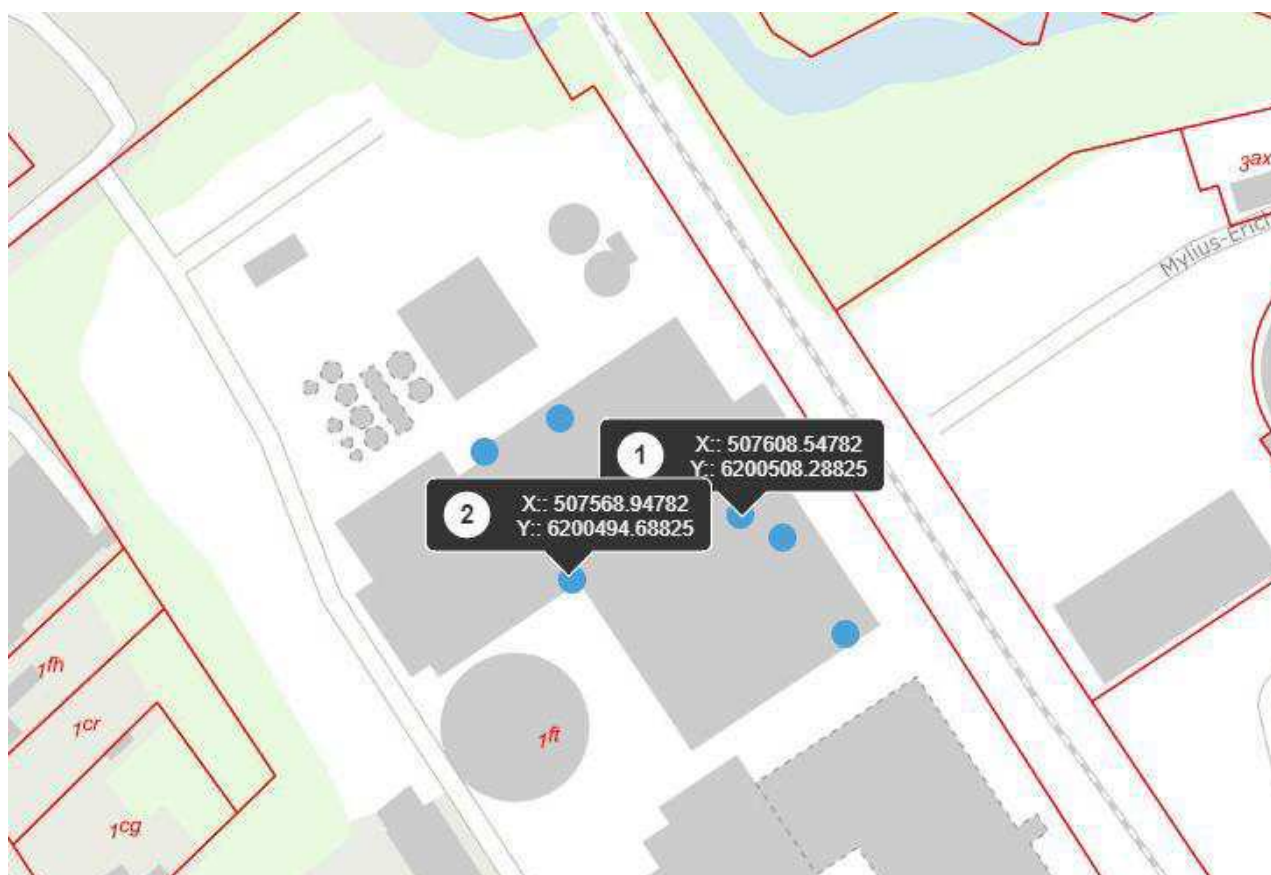 3ax
Mylius-Erich
1
X:: 507608.54782
Y:: 6200508.28825
2
X:: 507568.94782
Y:: 6200494.68825
1fh
1cr
1ft
1cg